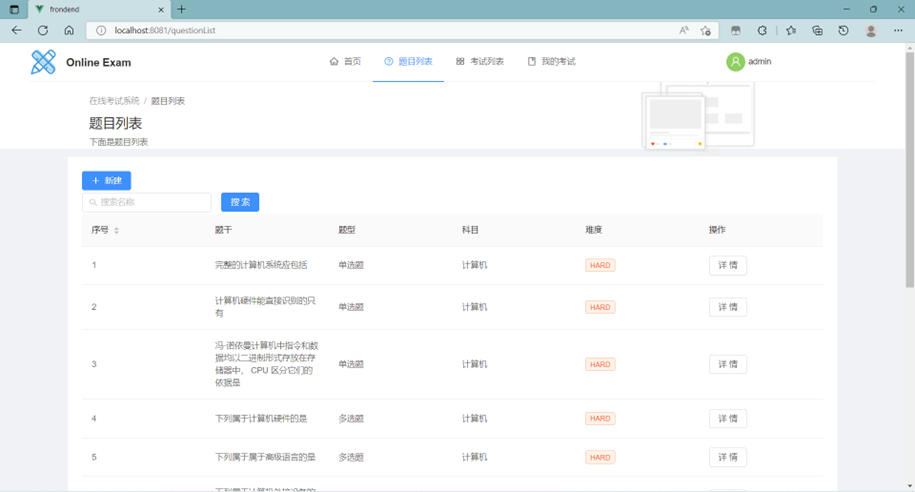 frondend
localhost:8081/questionList
Online Exam
首页
题目列表
考试列表
我的考试
admin
在线考试系统 / 题目列表
题目列表
下面是题目列表
+ 新建
搜索名称
搜 索
序号 题干 题型 科目 难度 操作
1 完整的计算机系统应包括 单选题 计算机 HARD 详 情
2 计算机硬件能直接识别的只
有 单选题 计算机 HARD 详 情
3 冯·诺依曼计算机中指令和数
据均以二进制形式存放在存
储器中， CPU 区分它们的
依据是 单选题 计算机 HARD 详 情
4 下列属于计算机硬件的是 多选题 计算机 HARD 详 情
5 下列属于属于高级语言的是 多选题 计算机 HARD 详 情